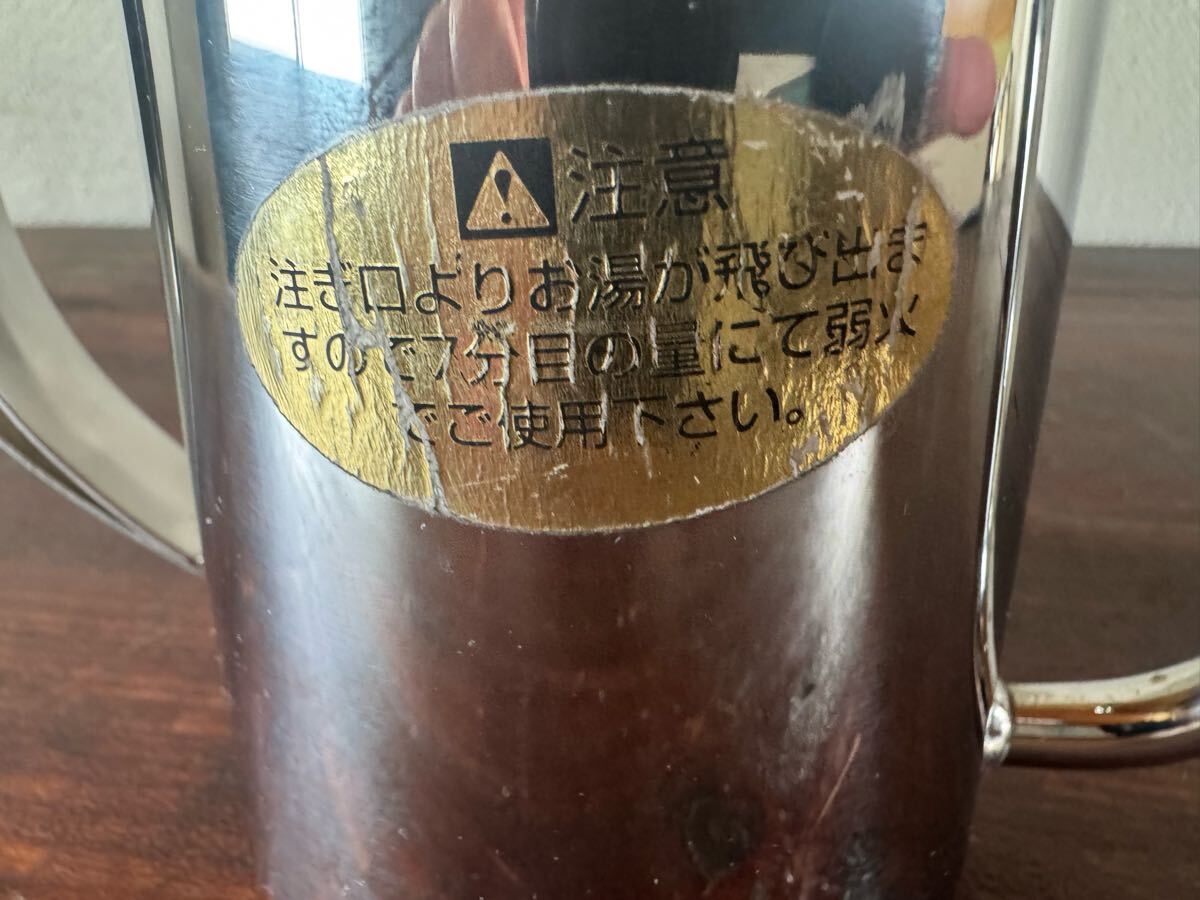 注意
注ぎ口よりお湯が飛び出ま
すので7分目の量にて弱火
でご使用下さい。